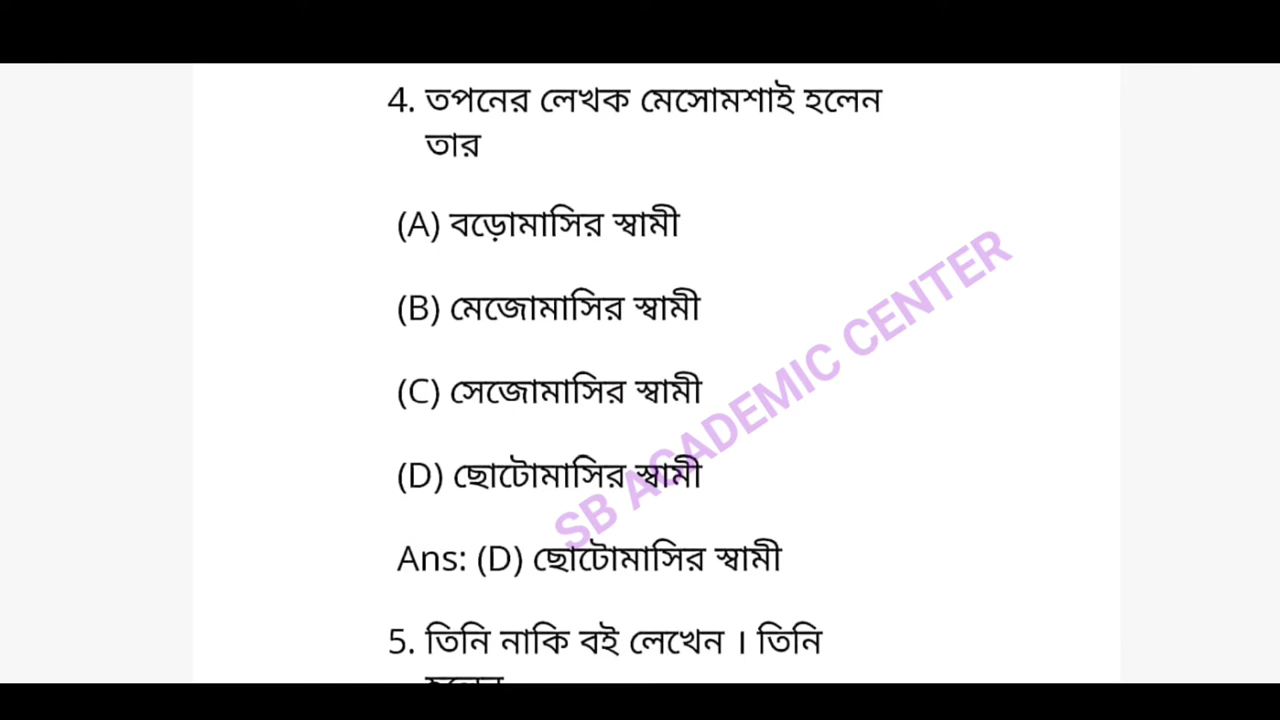 4. তপনের লেখক মেসোমশাই হলেন
তার
(A) বড়োমাসির স্বামী
(B) মেজোমাসির স্বামী
(C) সেজোমাসির স্বামী
(D) ছোটোমাসির স্বামী
Ans: (D) ছোটোমাসির স্বামী
5. তিনি নাকি বই লেখেন । তিনি
SB ACADEMIC CENTER